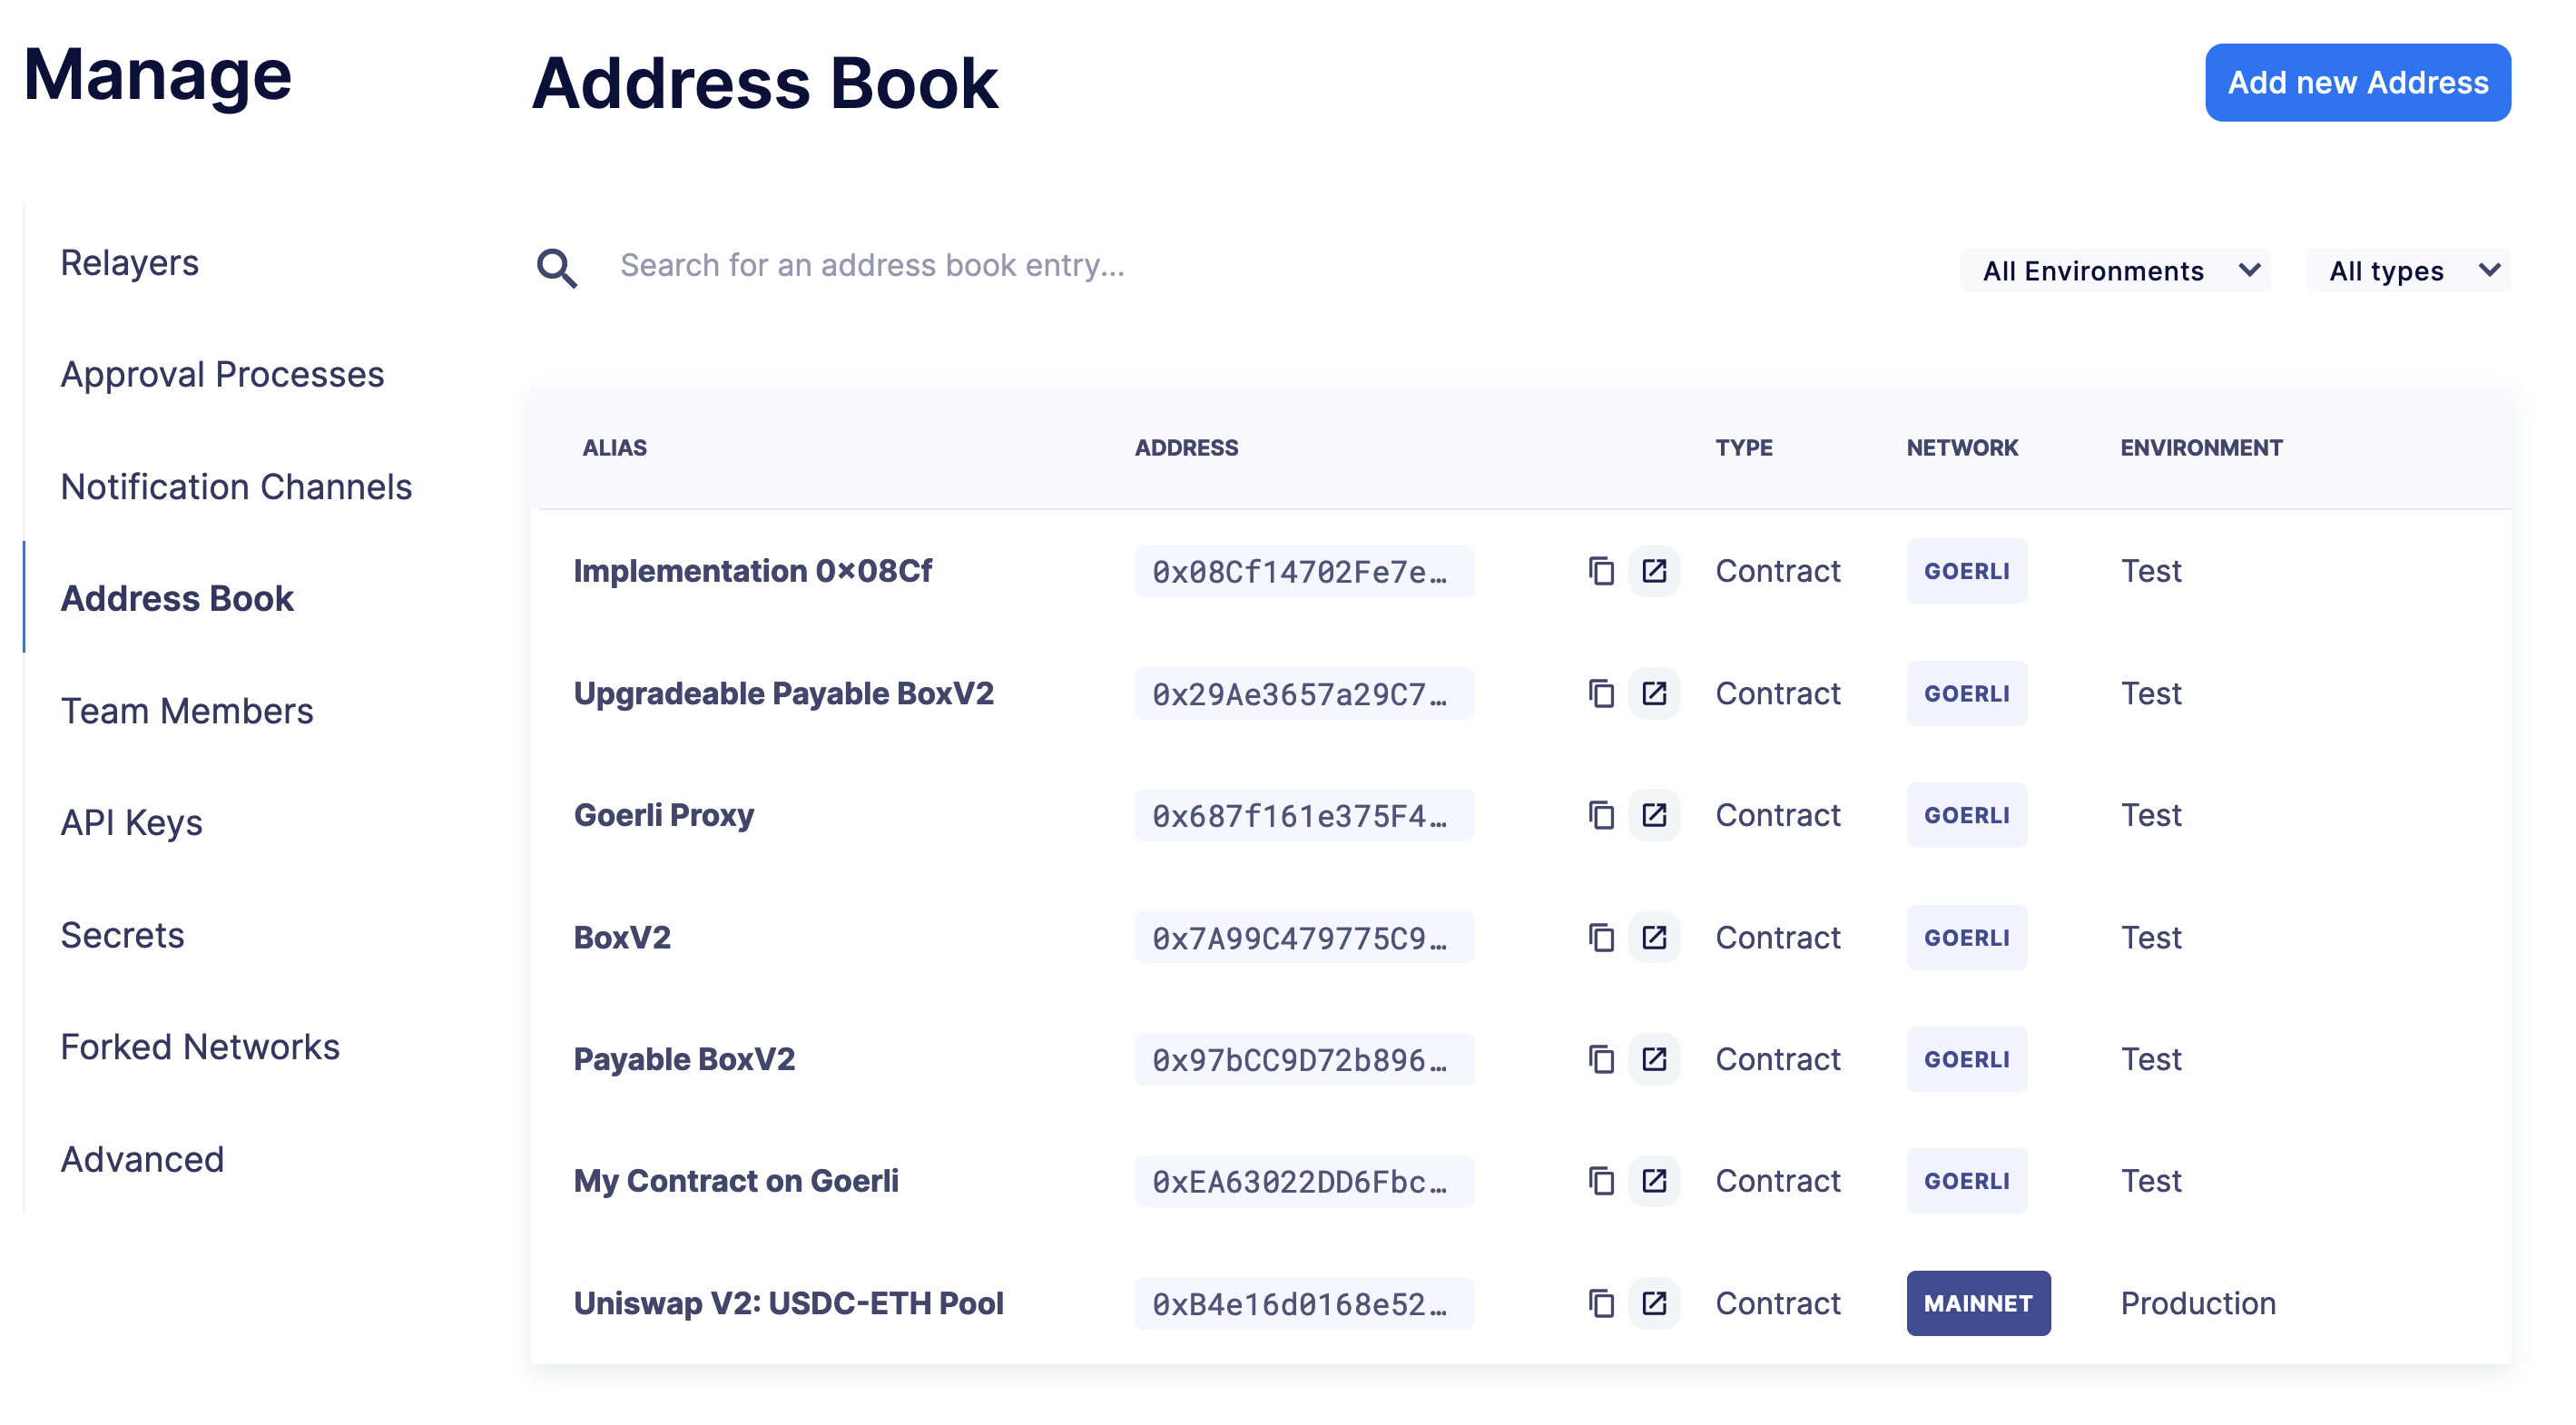 Manage
Relayers
Approval Processes
Notification Channels
Address Book
Team Members
API Keys
Secrets
Forked Networks
Advanced
Address Book
Add new Address
Search for an address book entry...
All Environments
All types
ALIAS ADDRESS TYPE NETWORK ENVIRONMENT
Implementation 0×08Cf 0x08Cf14702Fe7e… Contract GOERLI Test
Upgradeable Payable BoxV2 0x29Ae3657a29C7… Contract GOERLI Test
Goerli Proxy 0x687f161e375F4… Contract GOERLI Test
BoxV2 0x7A99C479775C9… Contract GOERLI Test
Payable BoxV2 0x97bCC9D72b896… Contract GOERLI Test
My Contract on Goerli 0xEA63022DD6Fbc… Contract GOERLI Test
Uniswap V2: USDC-ETH Pool 0xB4e16d0168e52… Contract MAINNET Production